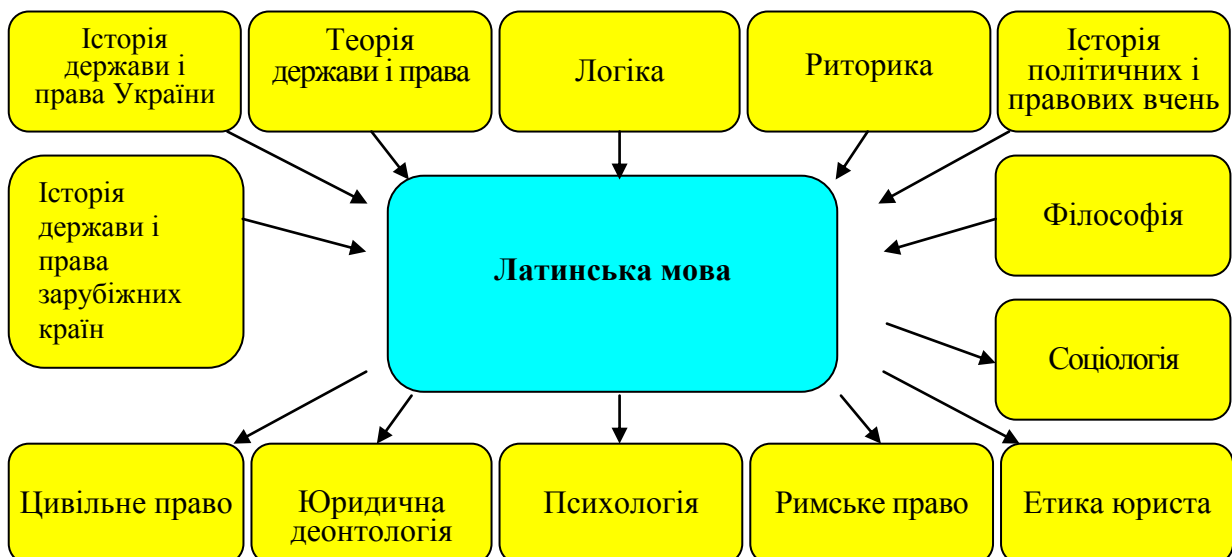 Історія
держави і
права України
Теорія
держави і права
Логіка
Риторика
Історія
політичних і
правових вчень
Історія
держави і
права
зарубіжних
країн
Латинська мова
Філософія
Соціологія
Цивільне право
Юридична
деонтологія
Психологія
Римське право
Етика юриста